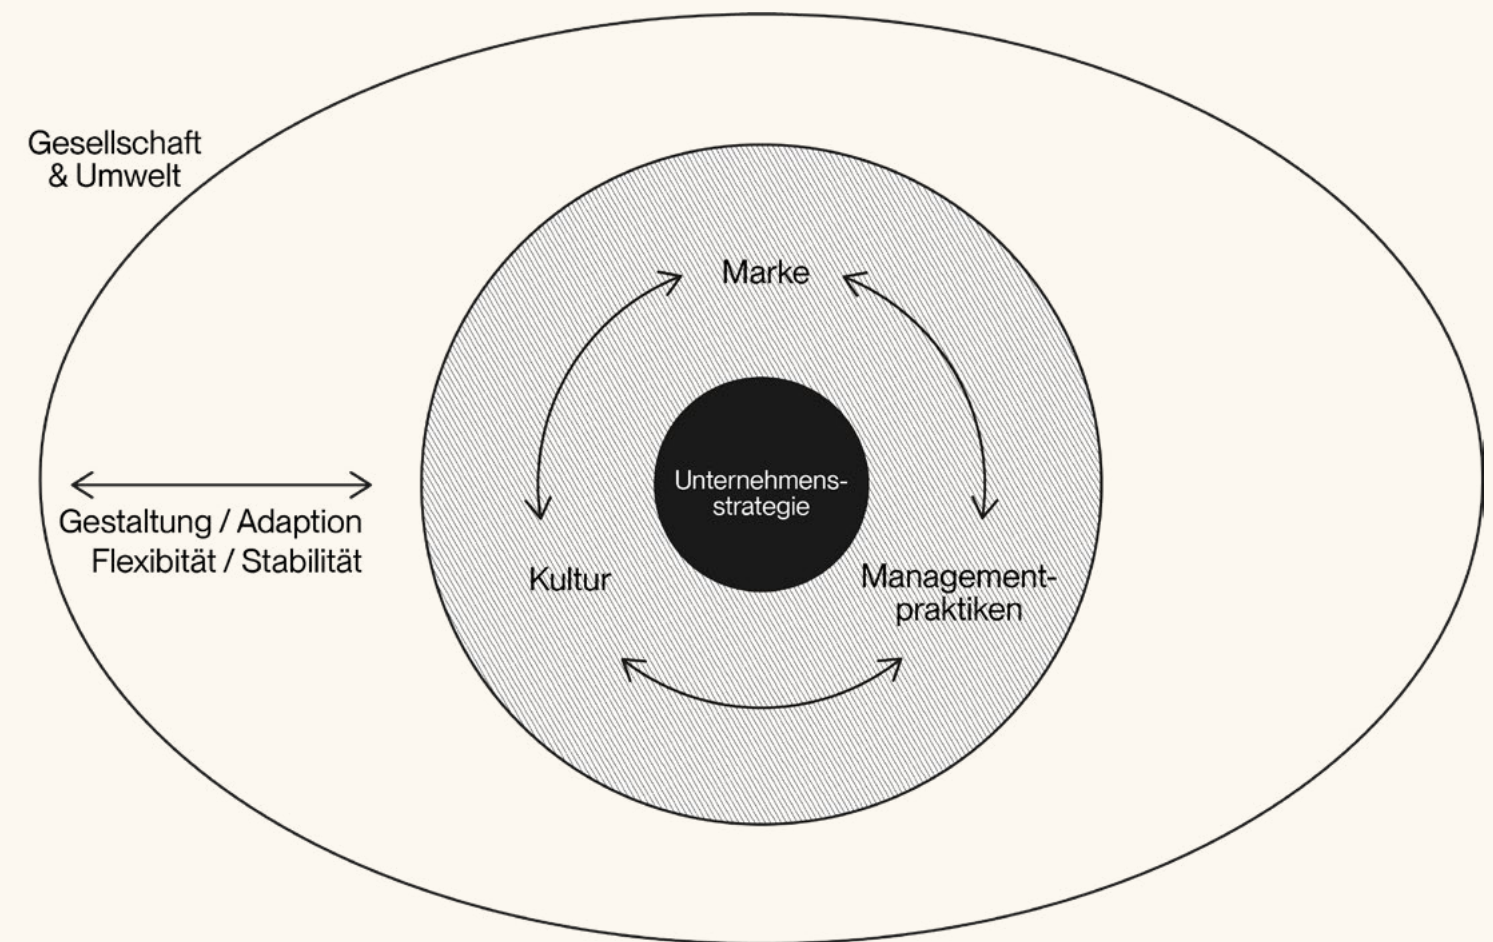 Gesellschaft
& Umwelt
Marke
Unternehmens-
strategie
Gestaltung / Adaption
Flexibität / Stabilität
Kultur
Management-
praktiken